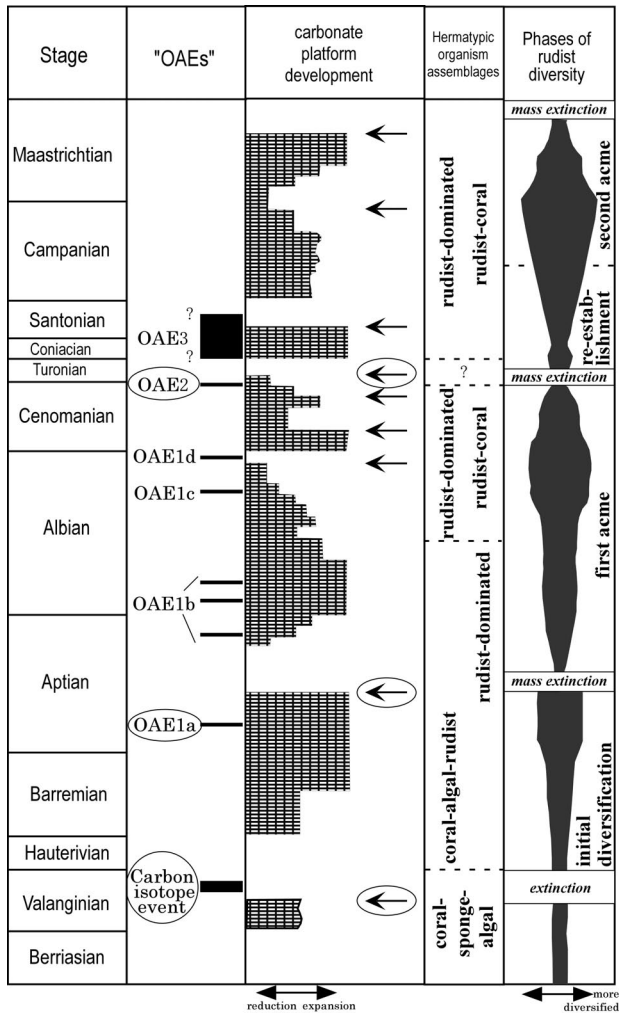 Stage
"OAEs"
carbonate
platform
development
Hermatypic
organism
assemblages
Phases of
rudist
diversity
Maastrichtian
Campanian
Santonian
Coniacian
Turonian
Cenomanian
Albian
Aptian
Barremian
Hauterivian
Valanginian
Berriasian
?
OAE3
?
OAE2
OAE1d
OAE1c
OAE1b
OAE1a
Carbon
isotope
event
rudist-dominated
rudist-coral
?
rudist-dominated
rudist-coral
rudist-dominated
coral-algal-rudist
coral-
sponge-
algal
mass extinction
second acme
re-estab-
lishment
mass extinction
first acme
mass extinction
initial
diversification
extinction
reduction expansion
more
diversified